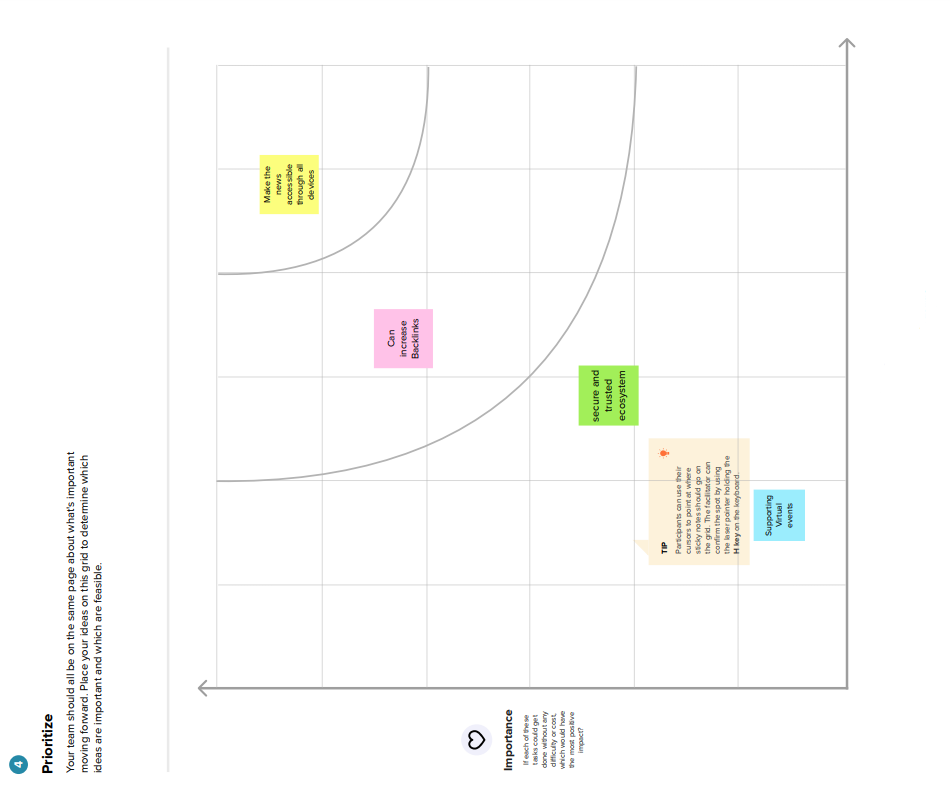 4
Prioritize
Your team should all be on the same page about what's important
moving forward. Place your ideas on this grid to determine which
ideas are important and which are feasible.
Importance
If each of these
tasks could get
done without any
difficulty or cost,
which would have
the most positive
impact?
Make the
news
accessible
through all
devices
Can
increase
Backlinks
secure and
trusted
ecosystem
TIP
Participants can use their
cursors to point at where
sticky notes should go on
the grid. The facilitator can
confirm the spot by using
the laser pointer holding the
H key on the keyboard.
Supporting
Virtual
events